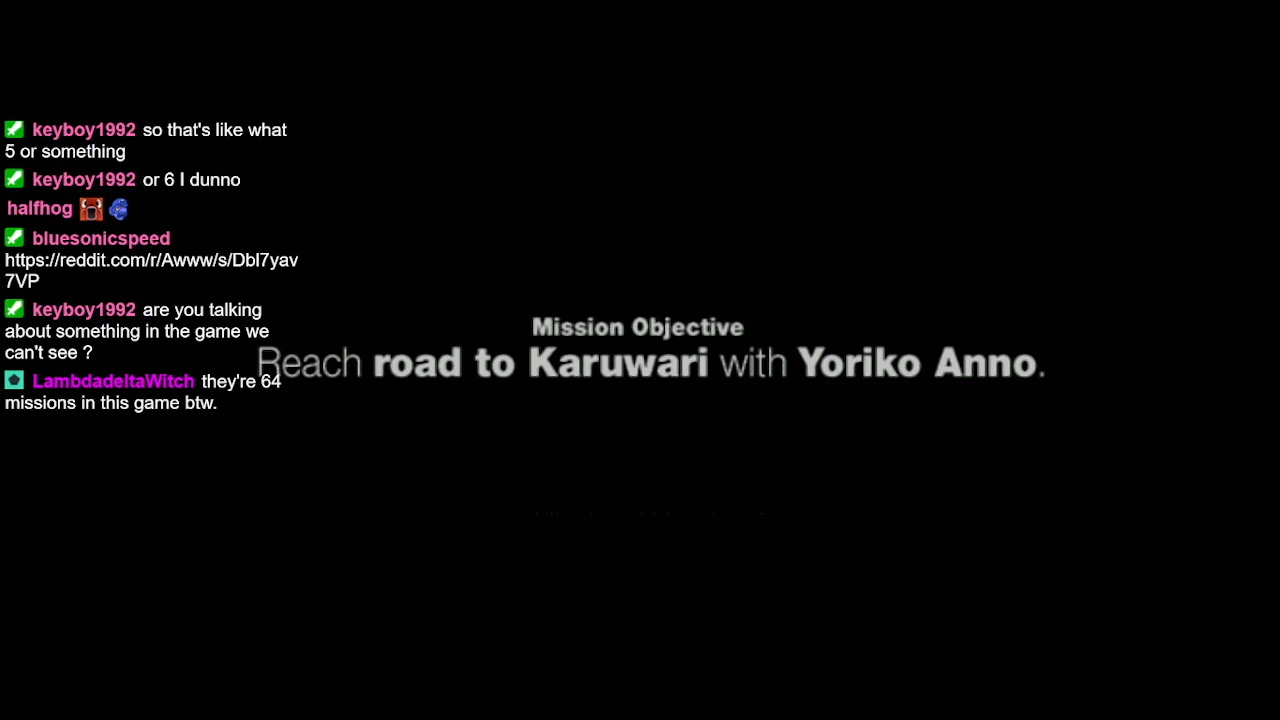 keyboy1992 so that's like what
5 or something
keyboy1992 or 6 I dunno
halfhog
bluesonicspeed
https://reddit.com/r/Awww/s/Dbl7yav
7VP
keyboy1992 are you talking
about something in the game we
can't see ?
LambdadeltaWitch they're 64
missions in this game btw.
Mission Objective
Reach road to Karuwari with Yoriko Anno.